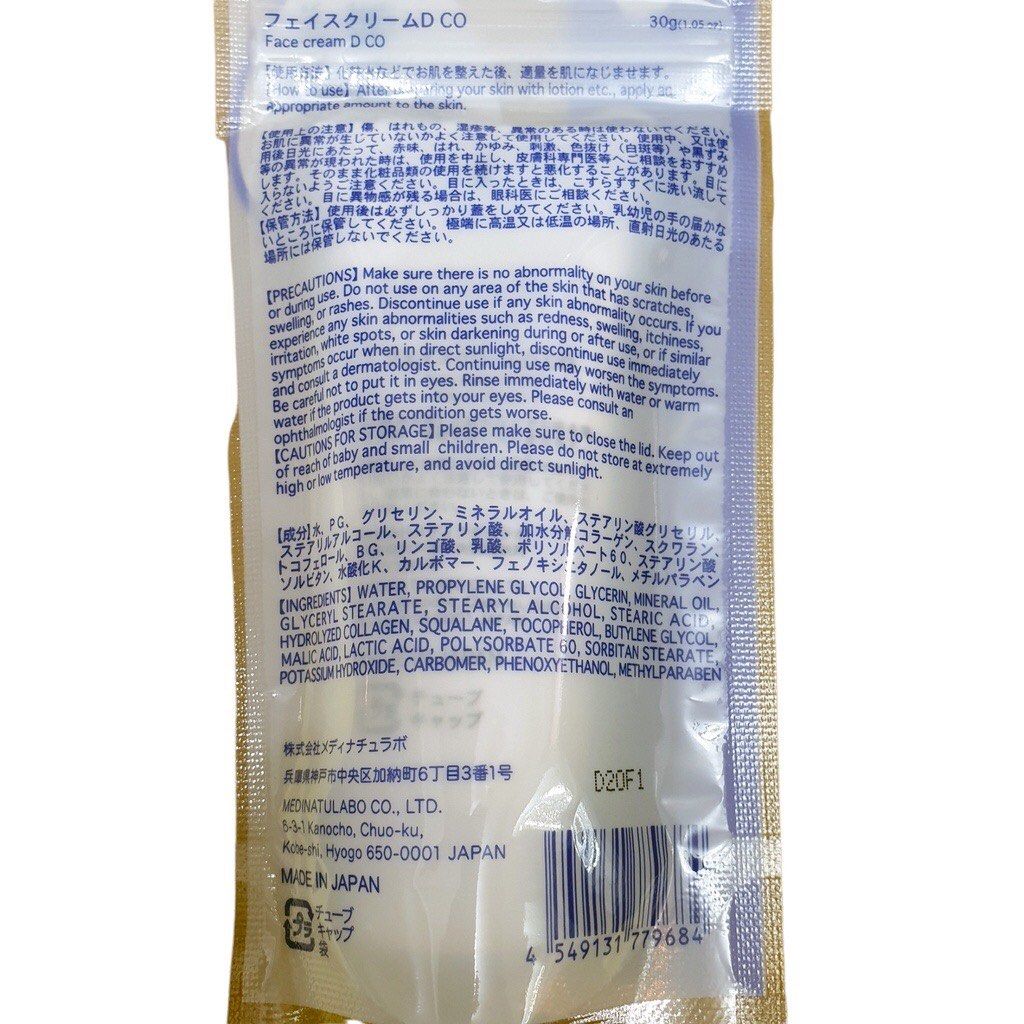 フェイスクリームD CO 30g(1.05 oz)
Face cream D CO
【使用方法】化粧水などでお肌を整えた後、適量を肌になじませます。
【How to use】After your skin with lotion etc., apply
appropriate amount to the skin.
【使用上の注意】傷、はれもの、湿疹等、異常のある時は使わないでください。
お肌に異常が生じていないかよく注意して使用してください。使用中、又は使
用後日光にあたって、赤味、はれ、かゆみ、刺激、色抜け(白斑等)や黒ずみ
等の異常が現われた時は、使用を中止し、皮膚科専門医等へご相談をおすすめ
します。そのまま化粧品類の使用を続けますと悪化することがあります。目に
入らないようご注意ください。目に入ったときは、こすらずすぐに洗い流して
ください。目に異物感が残る場合は、眼科医にご相談ください。
【保管方法】使用後は必ずしっかり蓋をしめてください。乳幼児の手の届かな
いところに保管してください。極端に高温又は低温の場所、直射日光のあたる
場所には保管しないでください。
【PRECAUTIONS】Make sure there is no abnormality on your skin before
or during use. Do not use on any area of the skin that has scratches,
swelling, or rashes. Discontinue use if any skin abnormality occurs. If you
experience any skin abnormalities such as redness, swelling, itchiness,
irritation, white spots, or skin darkening during or after use, or if similar
symptoms occur when in direct sunlight, discontinue use immediately
and consult a dermatologist. Continuing use may worsen the symptoms.
Be careful not to put it in eyes. Rinse immediately with water or warm
water if the product gets into your eyes. Please consult an
ophthalmologist if the condition gets worse.
【CAUTIONS FOR STORAGE】Please make sure to close the lid. Keep out
of reach of baby and small children. Please do not store at extremely
high or low temperature, and avoid direct sunlight.
【成分】水、PG、グリセリン、ミネラルオイル、ステアリン酸グリセリル、
ステアリルアルコール、ステアリン酸、加水分解コラーゲン、スクワラン、
トコフェロール、BG、リンゴ酸、乳酸、ポリソルベート60、ステアリン酸
ソルビタン、水酸化K、カルボマー、フェノキシエタノール、メチルパラベン
【INGREDIENTS】WATER, PROPYLENE GLYCOL, GLYCERIN, MINERAL OIL,
GLYCERYL STEARATE, STEARYL ALCOHOL, STEARIC ACID,
HYDROLYZED COLLAGEN, SQUALANE, TOCOPHEROL, BUTYLENE GLYCOL,
MALIC ACID, LACTIC ACID, POLYSORBATE 60, SORBITAN STEARATE,
POTASSIUM HYDROXIDE, CARBOMER, PHENOXYETHANOL, METHYLPARABEN
チューブ
キャップ
株式会社メディナチュラボ
兵庫県神戸市中央区加納町6丁目3番1号
D20F1
MEDINATULABO CO., LTD.
6-3-1 Kanocho, Chuo-ku,
Kobe-shi, Hyogo 650-0001 JAPAN
MADE IN JAPAN
プラ
チューブ
キャップ
袋
4 549131 779684